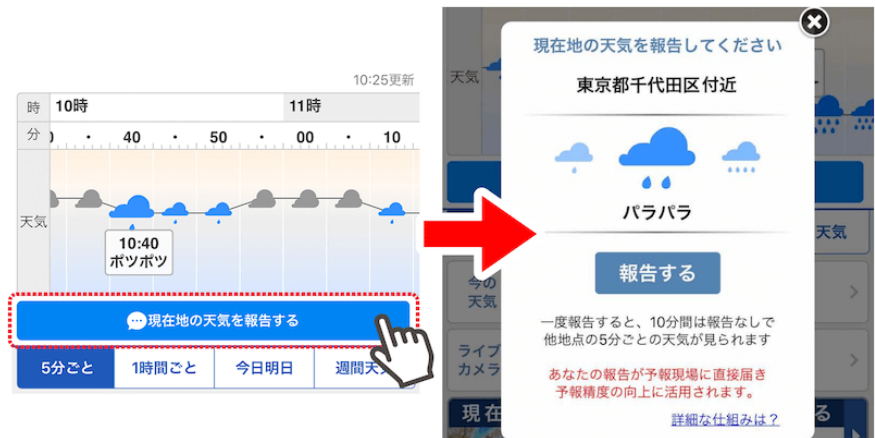 10:25更新
時 10時 11時
分 0 ・ 40 ・ 50 ・ 00 ・ 10
天気
10:40
ポツポツ
現在地の天気を報告する
5分ごと 1時間ごと 今日明日 週間天
現在地の天気を報告してください
東京都千代田区付近
パラパラ
報告する
一度報告すると、10分間は報告なしで
他地点の5分ごとの天気が見られます
あなたの報告が予報現場に直接届き
予報精度の向上に活用されます。
詳細な仕組みは？
天気
天気
今の
天気
ライブ
カメラ
現在 る